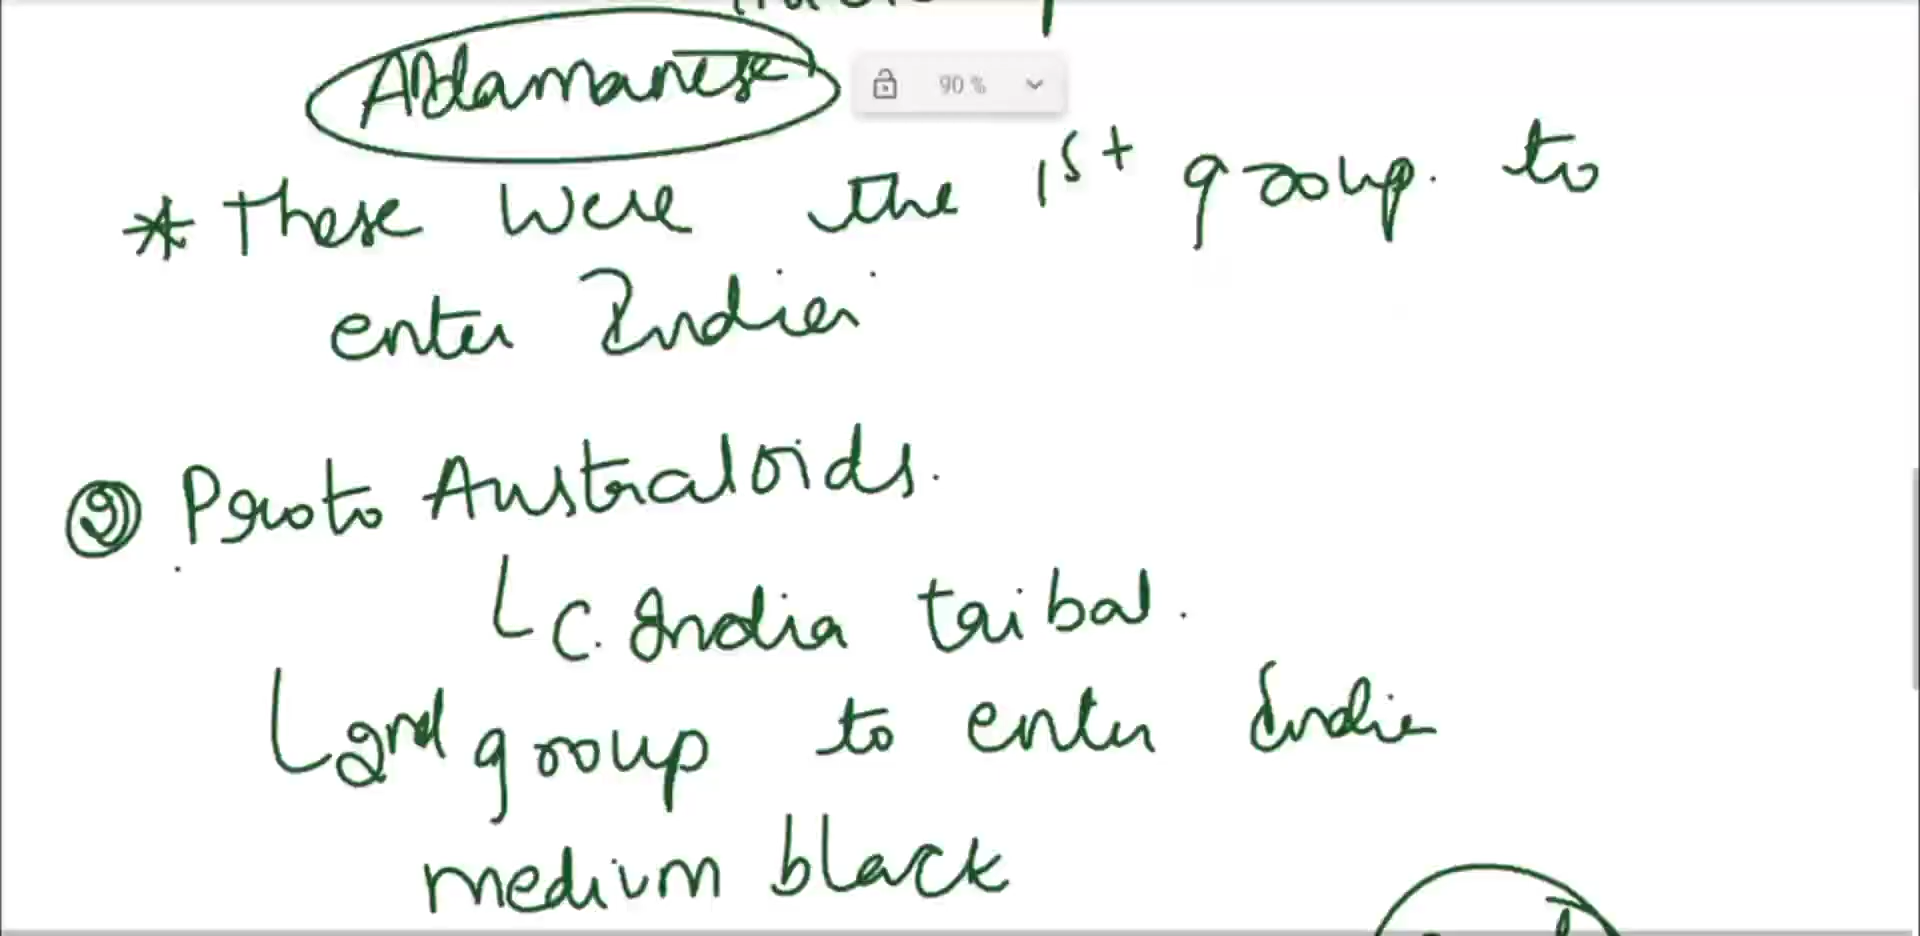 Andamanese
90 %
* These were the 1st group. to
enter India
② Proto Australoids.
C. India tribal.
2nd group to enter India
medium black